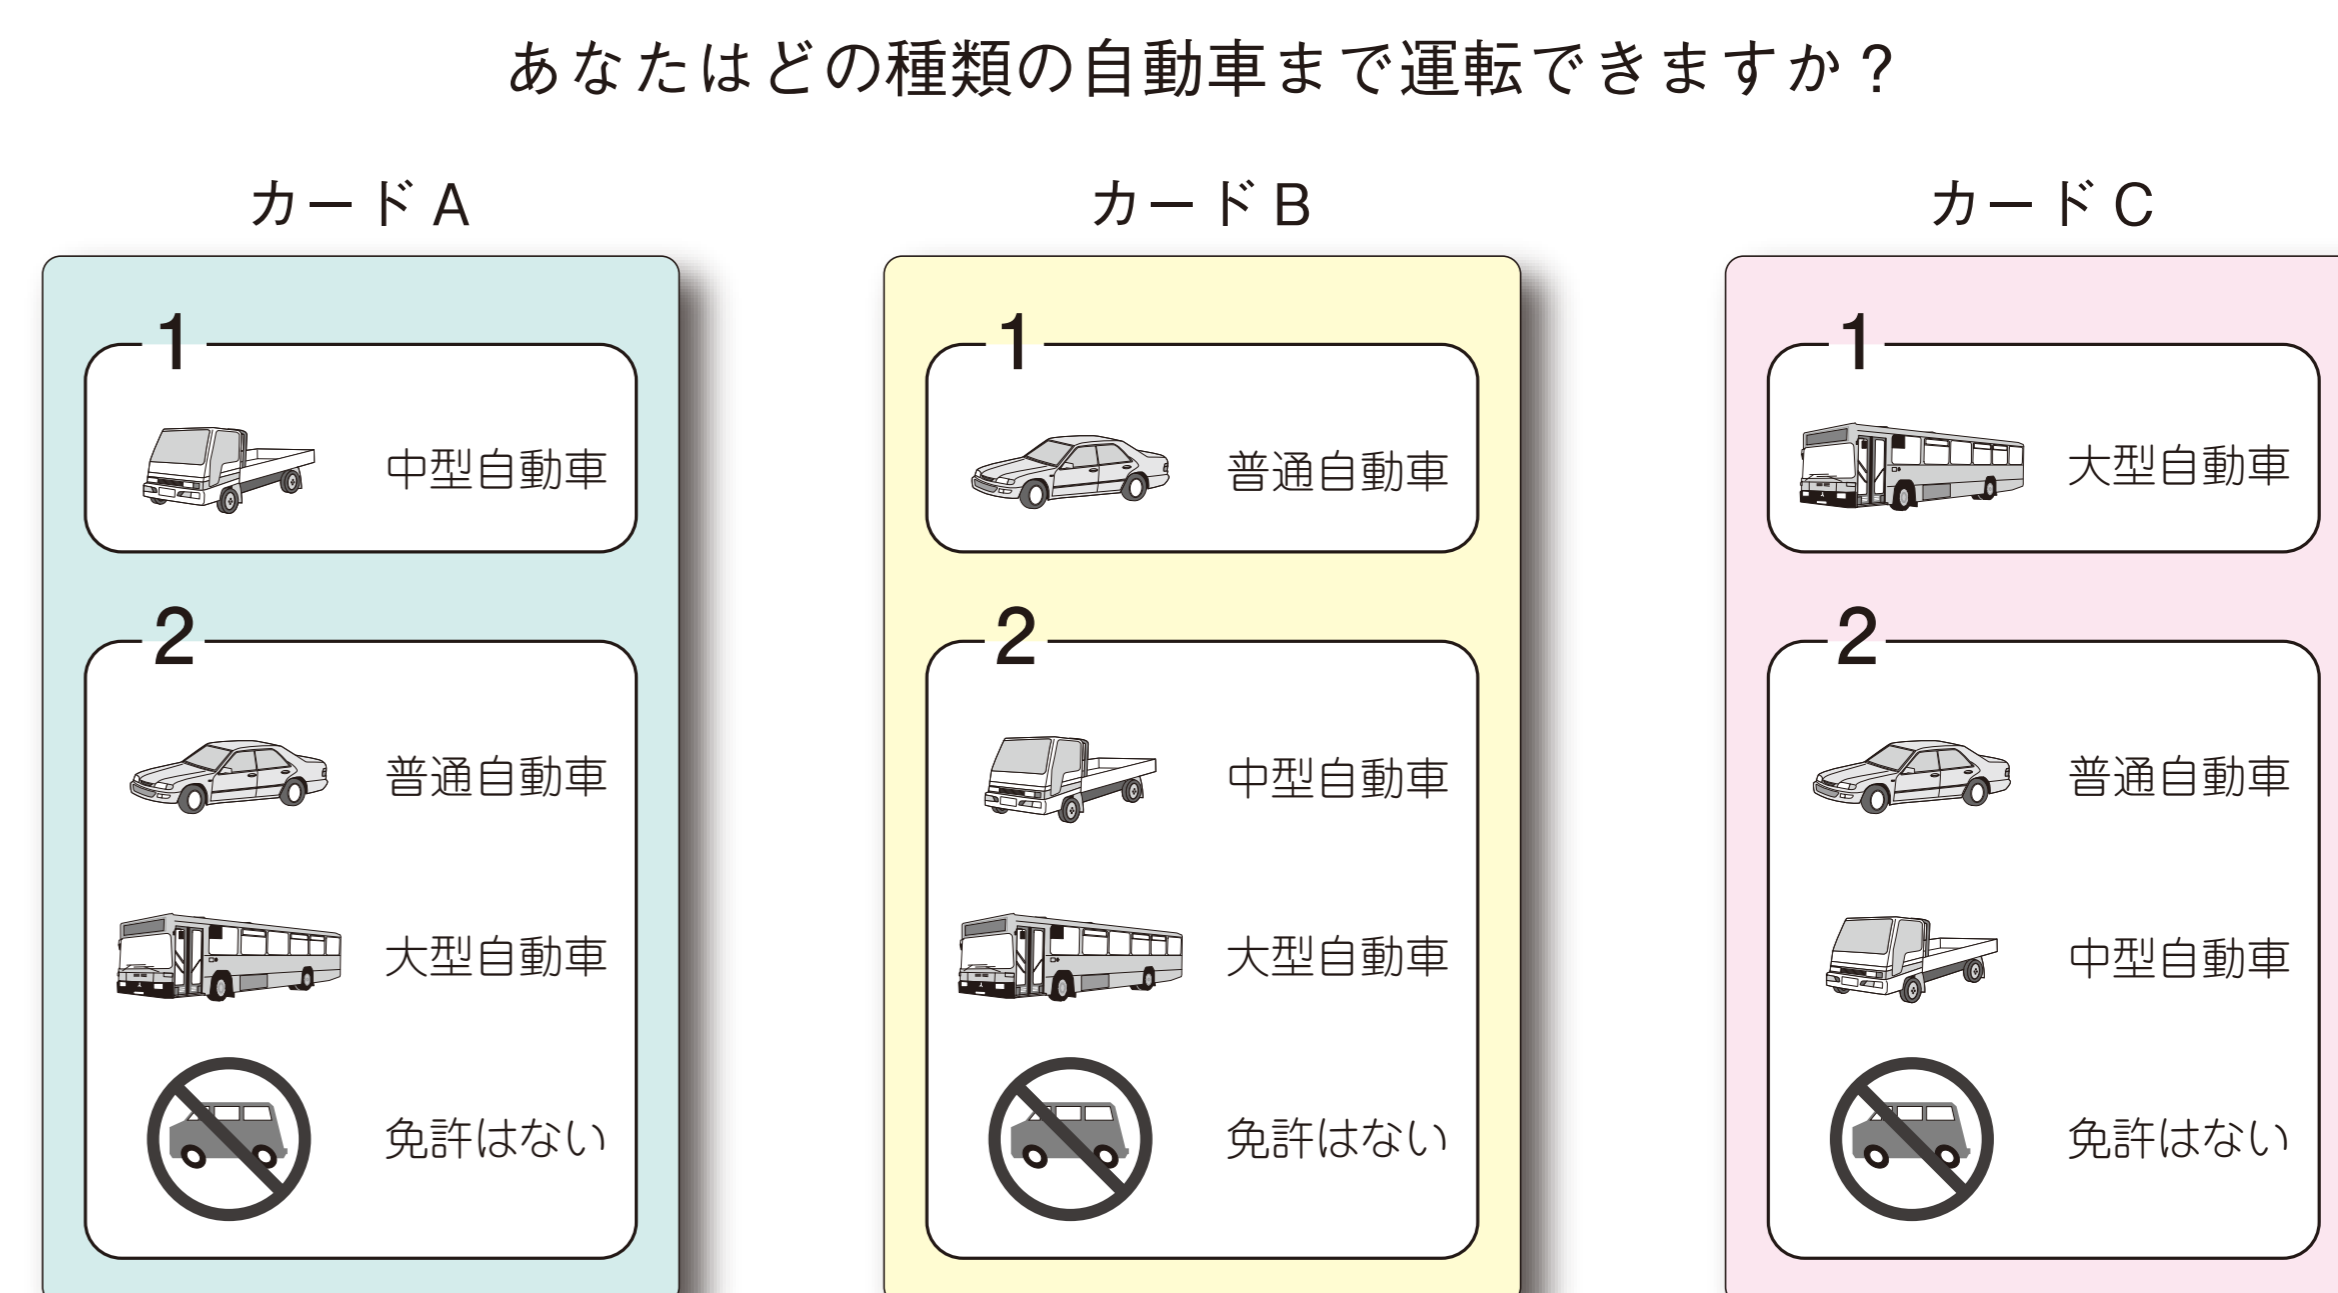 あなたはどの種類の自動車まで運転できますか？
カードA
1
中型自動車
2
普通自動車
大型自動車
免許はない
カードB
1
普通自動車
2
中型自動車
大型自動車
免許はない
カードC
1
大型自動車
2
普通自動車
中型自動車
免許はない